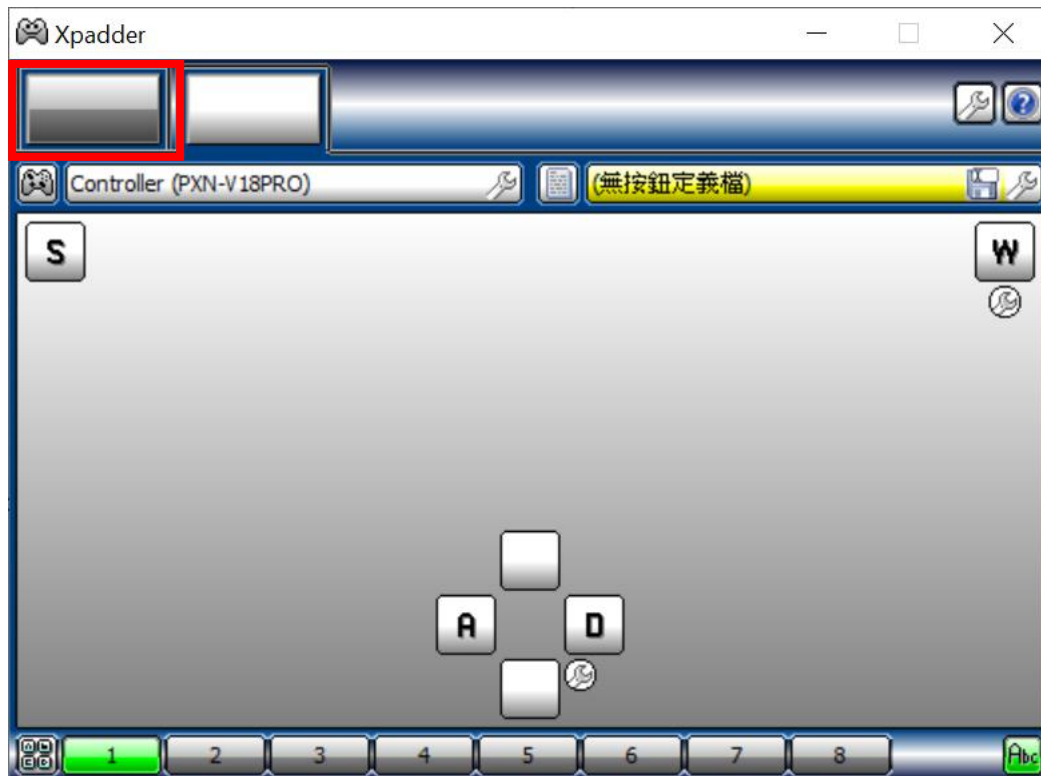 Xpadder
Controller (PXN-V18PRO)
(無按鈕定義檔)
S
W
A
D
1 2 3 4 5 6 7 8
Abc